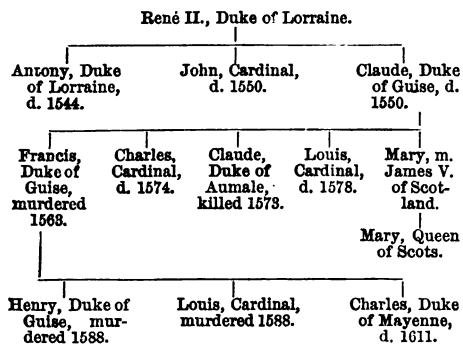 René II., Duke of Lorraine.
Antony, Duke
of Lorraine,
d. 1544.
John, Cardinal,
d. 1550.
Claude, Duke
of Guise, d.
1550.
Francis,
Duke of
Guise,
murdered
1563.
Charles,
Cardinal,
d. 1574.
Claude,
Duke of
Aumale,
killed 1573.
Louis,
Cardinal,
d. 1578.
Mary, m.
James V.
of Scot-
land.
Mary, Queen
of Scots.
Henry, Duke of
Guise, mur-
dered 1588.
Louis, Cardinal,
murdered 1588.
Charles, Duke
of Mayenne,
d. 1611.